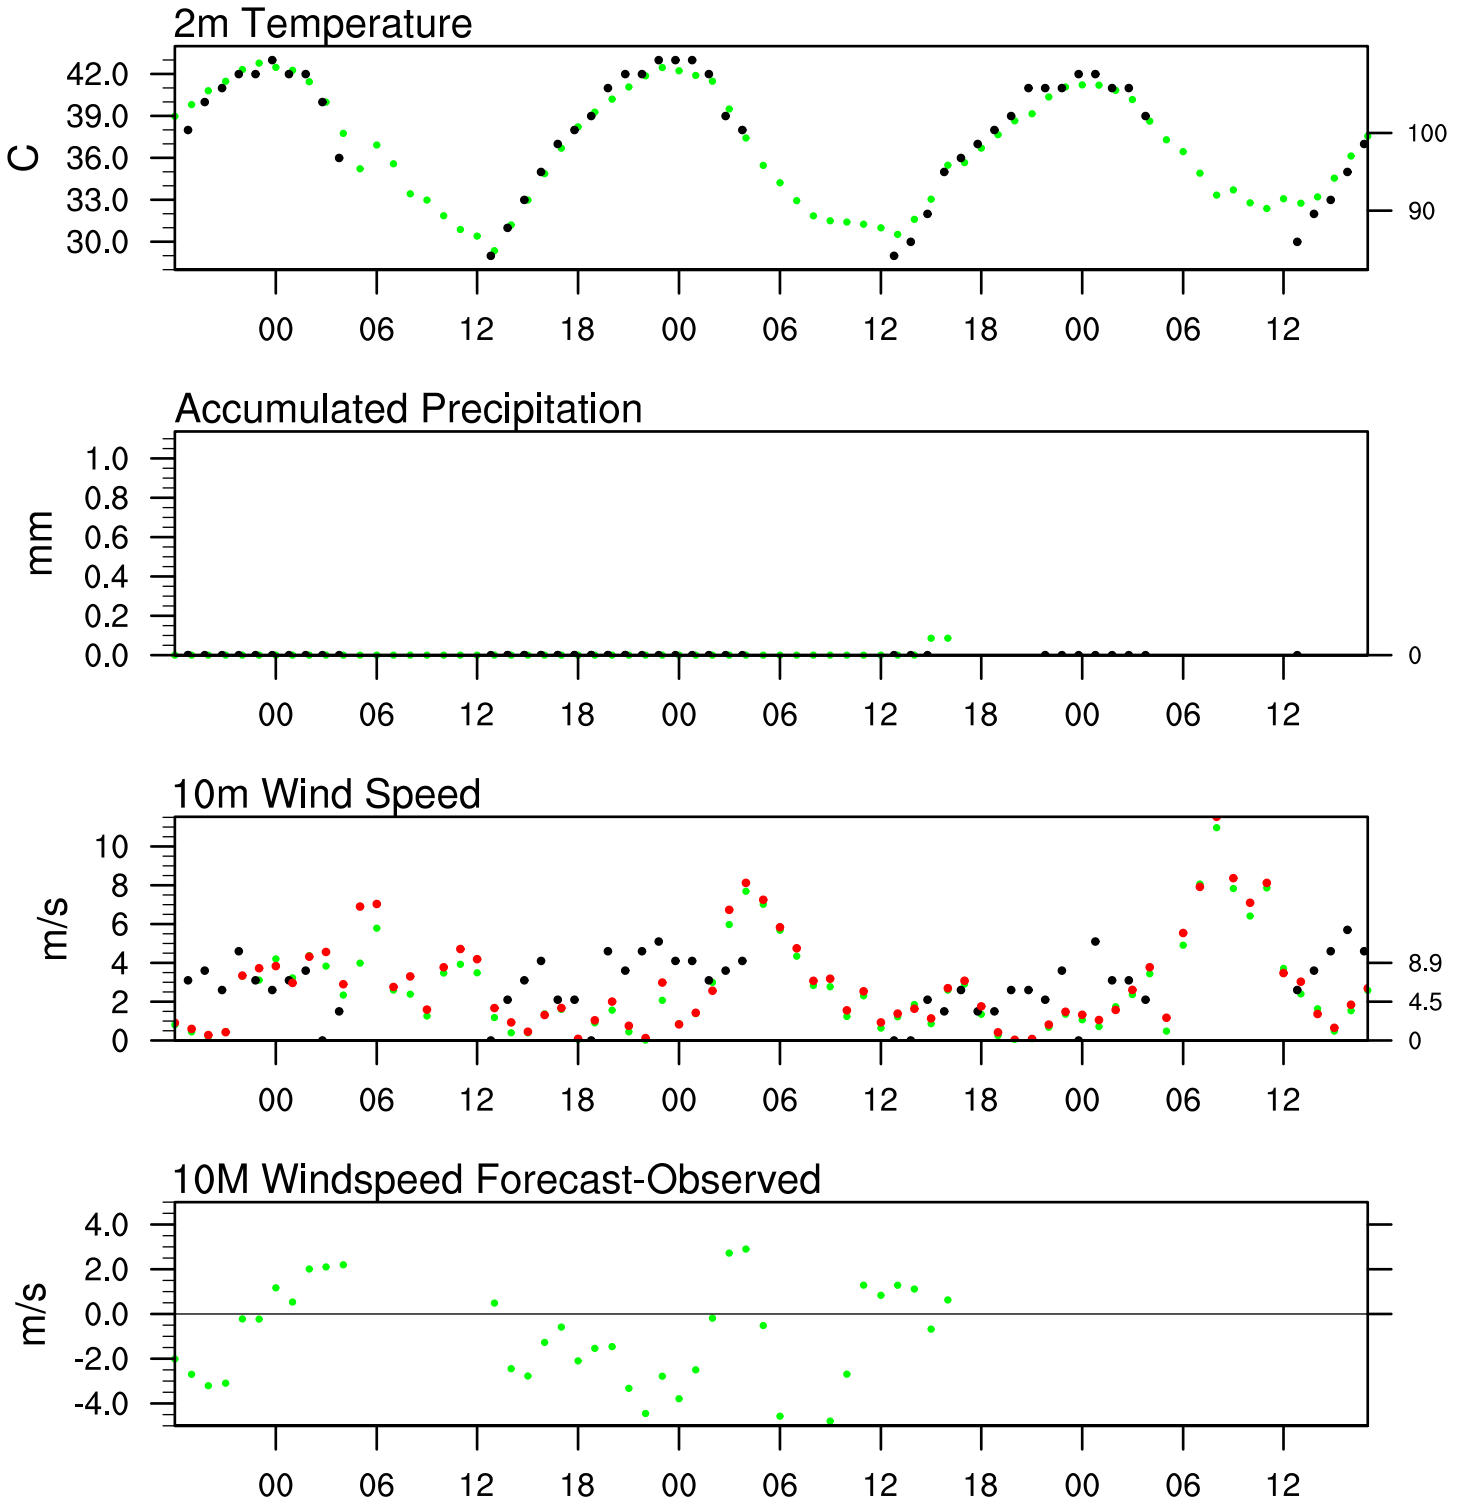 2m Temperature
42.0
39.0
36.0
33.0
30.0
C
100
90
00 06 12 18 00 06 12 18 00 06 12
Accumulated Precipitation
1.0
0.8
0.6
0.4
0.2
0.0
mm
0
00 06 12 18 00 06 12 18 00 06 12
10m Wind Speed
10
8
6
4
2
0
m/s
8.9
4.5
0
00 06 12 18 00 06 12 18 00 06 12
10M Windspeed Forecast-Observed
4.0
2.0
0.0
-2.0
-4.0
m/s
00 06 12 18 00 06 12 18 00 06 12